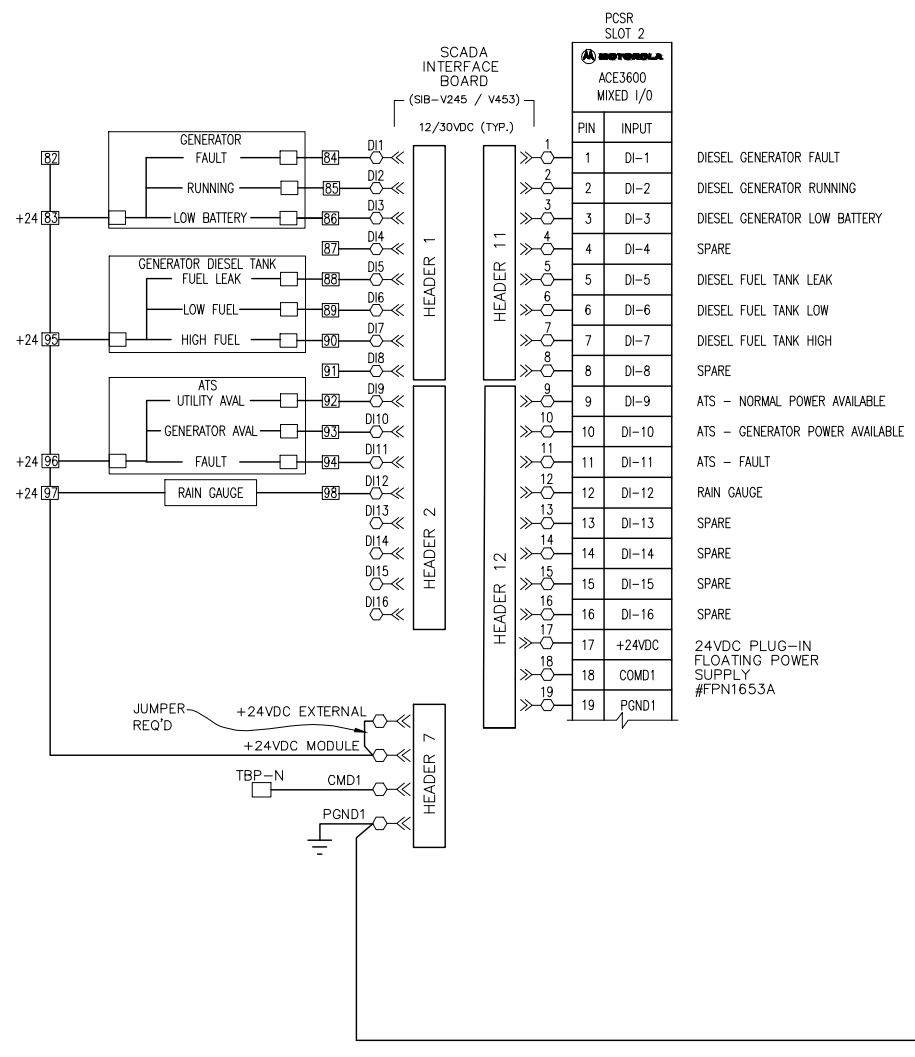 PCSR
SLOT 2
MOTOROLA
ACE3600
MIXED I/O
PIN INPUT
SCADA
INTERFACE
BOARD
(SIB-V245 / V453)
12/30VDC (TYP.)
GENERATOR
82 FAULT 84 DI1 1 1 DI-1 DIESEL GENERATOR FAULT
RUNNING 85 DI2 2 2 DI-2 DIESEL GENERATOR RUNNING
+24 83 LOW BATTERY 86 DI3 3 3 DI-3 DIESEL GENERATOR LOW BATTERY
87 DI4 4 4 DI-4 SPARE
GENERATOR DIESEL TANK
FUEL LEAK 88 DI5 5 5 DI-5 DIESEL FUEL TANK LEAK
LOW FUEL 89 DI6 6 6 DI-6 DIESEL FUEL TANK LOW
+24 95 HIGH FUEL 90 DI7 7 7 DI-7 DIESEL FUEL TANK HIGH
91 DI8 8 8 DI-8 SPARE
HEADER 1
HEADER 11
ATS
UTILITY AVAL 92 DI9 9 9 DI-9 ATS - NORMAL POWER AVAILABLE
GENERATOR AVAL 93 DI10 10 10 DI-10 ATS - GENERATOR POWER AVAILABLE
+24 96 FAULT 94 DI11 11 11 DI-11 ATS - FAULT
+24 97 RAIN GAUGE 98 DI12 12 12 DI-12 RAIN GAUGE
DI13 13 13 DI-13 SPARE
DI14 14 14 DI-14 SPARE
DI15 15 15 DI-15 SPARE
DI16 16 16 DI-16 SPARE
HEADER 2
HEADER 12
17 17 +24VDC 24VDC PLUG-IN
FLOATING POWER
18 18 COMD1 SUPPLY
#FPN1653A
19 19 PGND1
JUMPER
REQ'D
+24VDC EXTERNAL
+24VDC MODULE
TBP-N CMD1
PGND1
HEADER 7